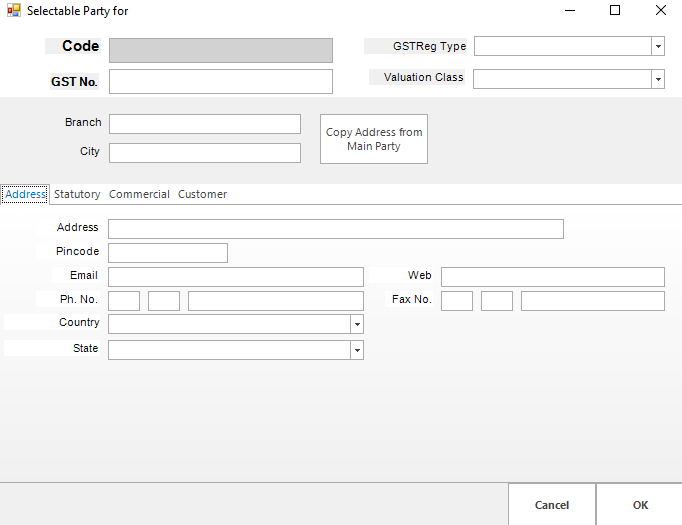 Selectable Party for
Code
GSTReg Type
GST No.
Valuation Class
Branch
City
Copy Address from
Main Party
Address Statutory Commercial Customer
Address
Pincode
Email
Web
Ph. No.
Fax No.
Country
State
Cancel
OK